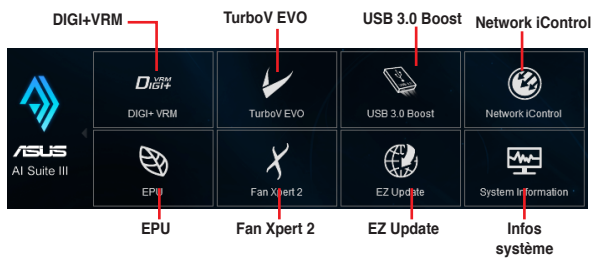 DIGI+VRM
TurboV EVO
USB 3.0 Boost
Network iControl
VRM
DIGI+
DIGI+ VRM
TurboV EVO
USB 3.0 Boost
Network iControl
ASUS
AI Suite III
EPU
Fan Xpert 2
EZ Update
System Information
EPU
Fan Xpert 2
EZ Update
Infos
système